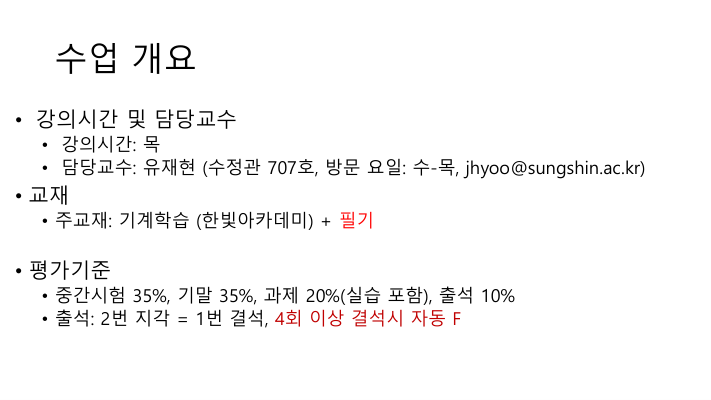 수업 개요
• 강의시간 및 담당교수
• 강의시간: 목
• 담당교수: 유재현 (수정관 707호, 방문 요일: 수-목, jhyoo@sungshin.ac.kr)
• 교재
• 주교재: 기계학습 (한빛아카데미) + 필기
• 평가기준
• 중간시험 35%, 기말 35%, 과제 20%(실습 포함), 출석 10%
• 출석: 2번 지각 = 1번 결석, 4회 이상 결석시 자동 F